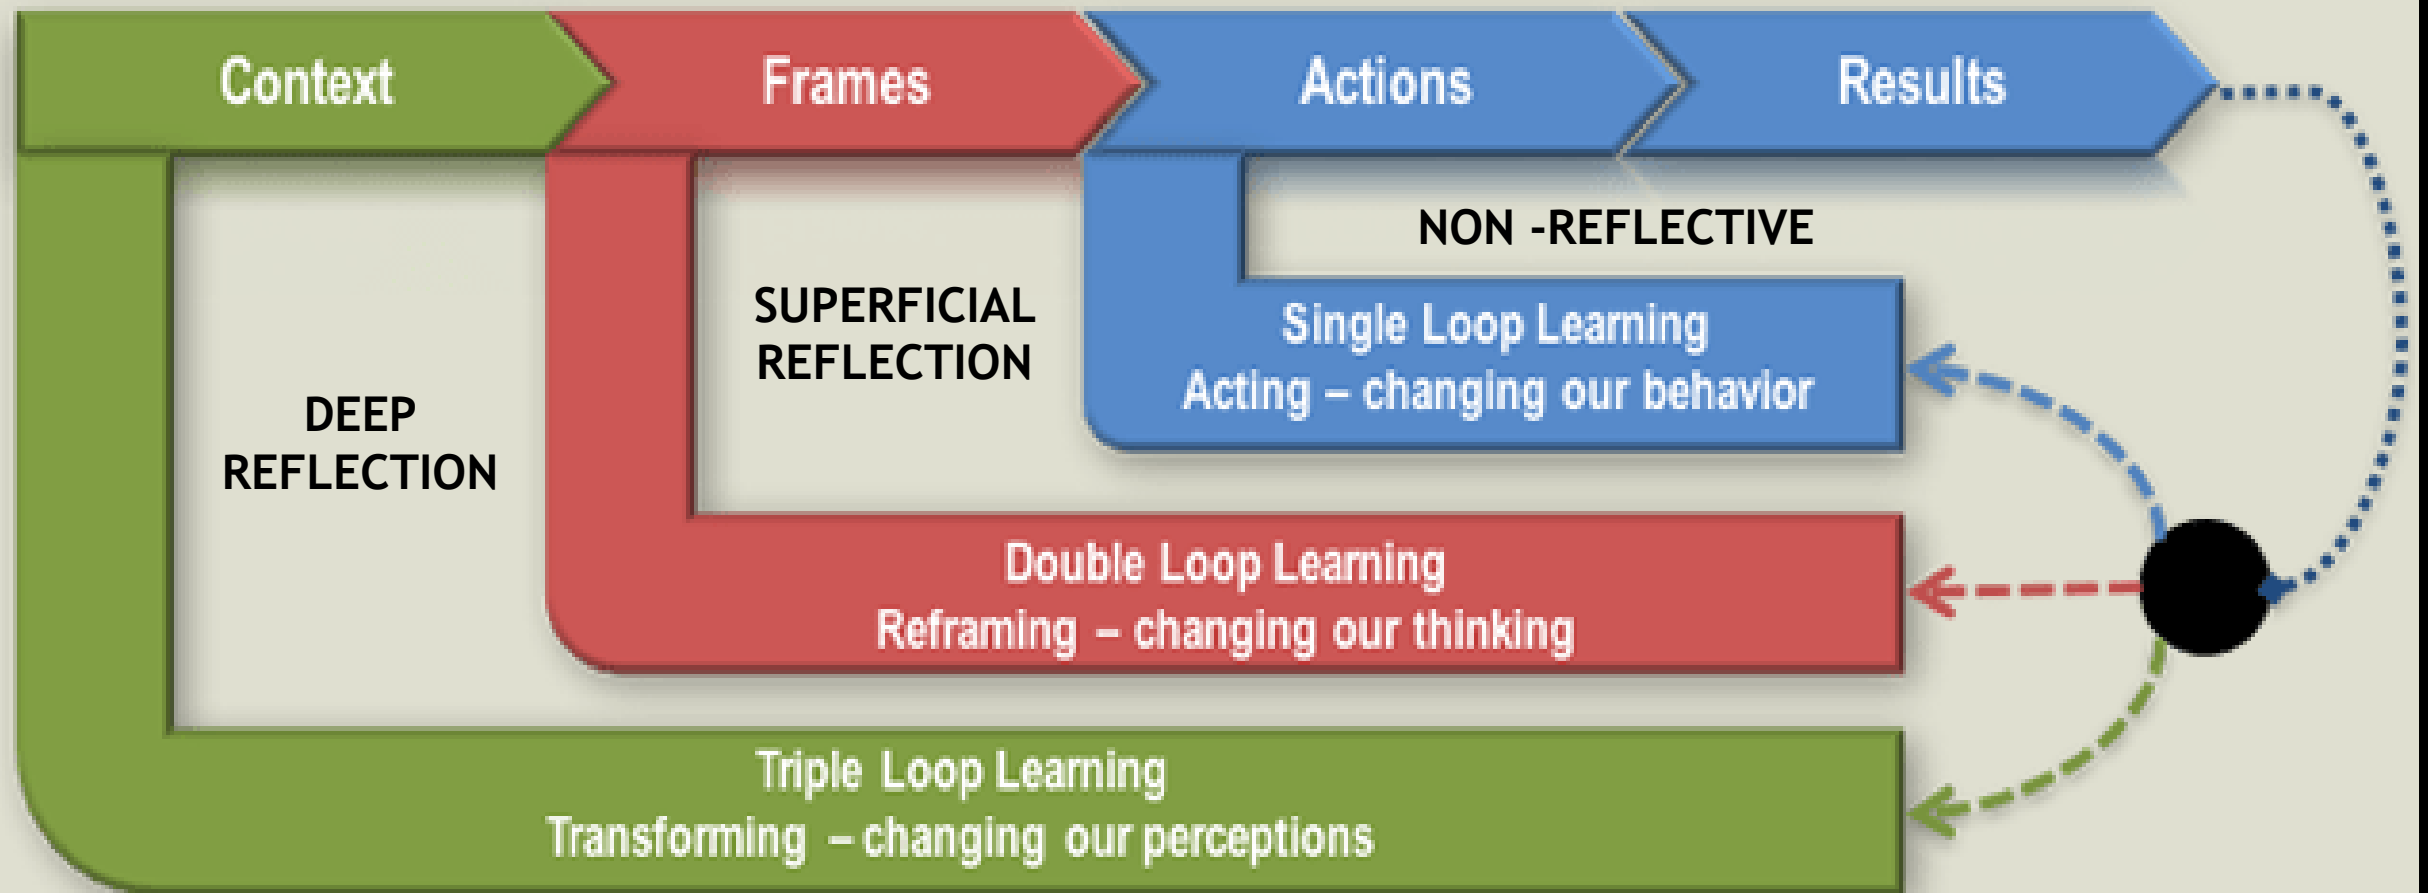 Context
Frames
Actions
Results
NON -REFLECTIVE
SUPERFICIAL
REFLECTION
DEEP
REFLECTION
Single Loop Learning
Acting – changing our behavior
Double Loop Learning
Reframing – changing our thinking
Triple Loop Learning
Transforming – changing our perceptions